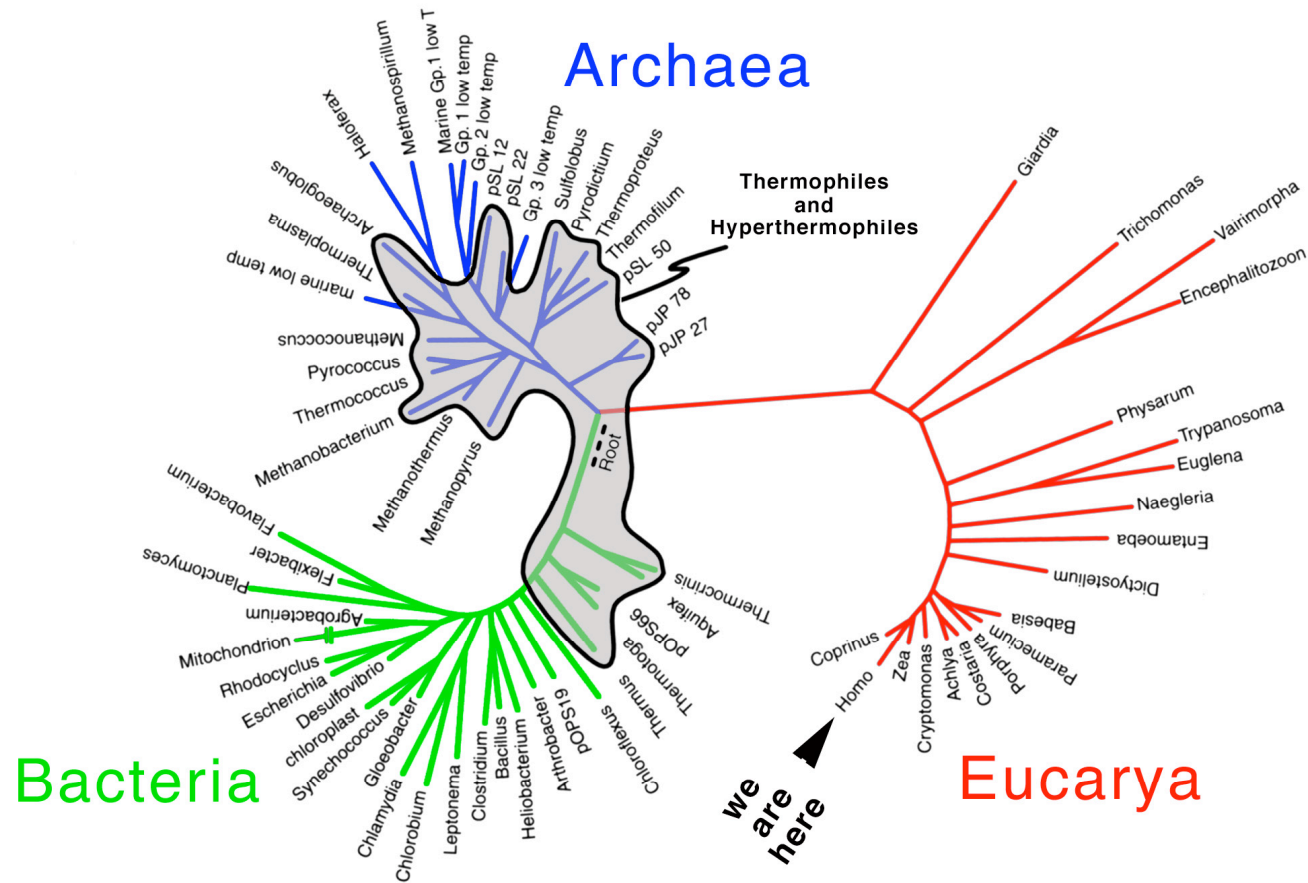 Archaea
Haloferax
Methanospirillum
Marine Gp.1 low T
Gp. 1 low temp
Gp. 2 low temp
pSL 12
pSL 22
Gp. 3 low temp
Sulfolobus
Pyrodictium
Thermoproteus
Thermofilum
pSL 50
pJP 78
pJP 27
Archaeoglobus
Thermoplasma
marine low temp
Methanococcus
Pyrococcus
Thermococcus
Methanobacterium
Methanothermus
Methanopyrus
Thermophiles
and
Hyperthermophiles
Root
Giardia
Trichomonas
Vairimorpha
Encephalitozoon
Physarum
Trypanosoma
Euglena
Naegleria
Entamoeba
Dictyostelium
Babesia
Paramecium
Porphyra
Costaria
Achlya
Cryptomonas
Zea
Homo
Coprinus
we
are
here
Eucarya
Flavobacterium
Flexibacter
Planctomyces
Agrobacterium
Mitochondrion
Rhodocyclus
Escherichia
Desulfovibrio
chloroplast
Synechococcus
Gloeobacter
Chlamydia
Chlorobium
Leptonema
Clostridium
Bacillus
Heliobacterium
Arthrobacter
pOPS19
Chloroflexus
Thermus
Thermotoga
pOPS66
Aquifex
Thermocrinis
Bacteria